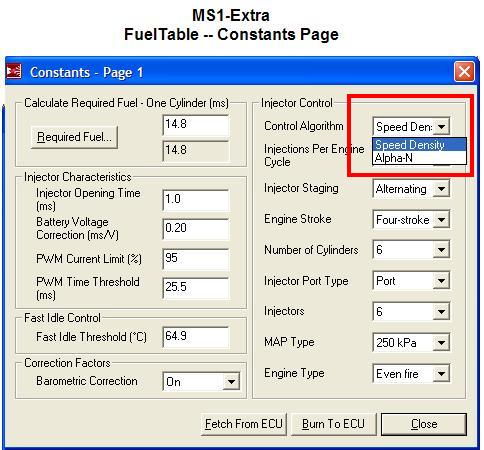 MS1-Extra
FuelTable -- Constants Page
Constants - Page 1
Calculate Required Fuel - One Cylinder (ms)
Required Fuel...
14.8
14.8
Injector Characteristics
Injector Opening Time (ms)
1.0
Battery Voltage Correction (ms/V)
0.20
PWM Current Limit (%)
95
PWM Time Threshold (ms)
25.5
Fast Idle Control
Fast Idle Threshold (°C)
64.9
Correction Factors
Barometric Correction
On
Injector Control
Control Algorithm
Speed Den
Speed Density
Alpha-N
Injections Per Engine Cycle
Injector Staging
Alternating
Engine Stroke
Four-stroke
Number of Cylinders
6
Injector Port Type
Port
Injectors
6
MAP Type
250 kPa
Engine Type
Even fire
Fetch From ECU
Burn To ECU
Close